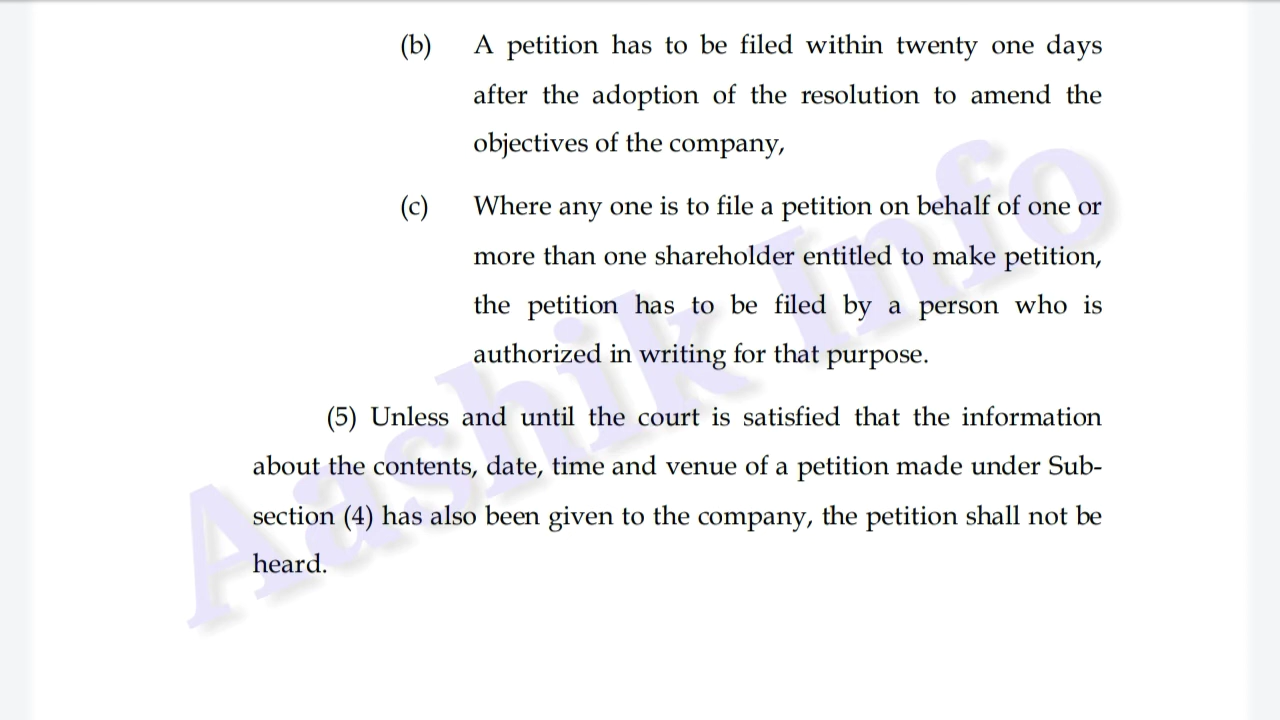 (b) A petition has to be filed within twenty one days
after the adoption of the resolution to amend the
objectives of the company,
(c) Where any one is to file a petition on behalf of one or
more than one shareholder entitled to make petition,
the petition has to be filed by a person who is
authorized in writing for that purpose.
(5) Unless and until the court is satisfied that the information
about the contents, date, time and venue of a petition made under Sub-
section (4) has also been given to the company, the petition shall not be
heard.
Aashik Info